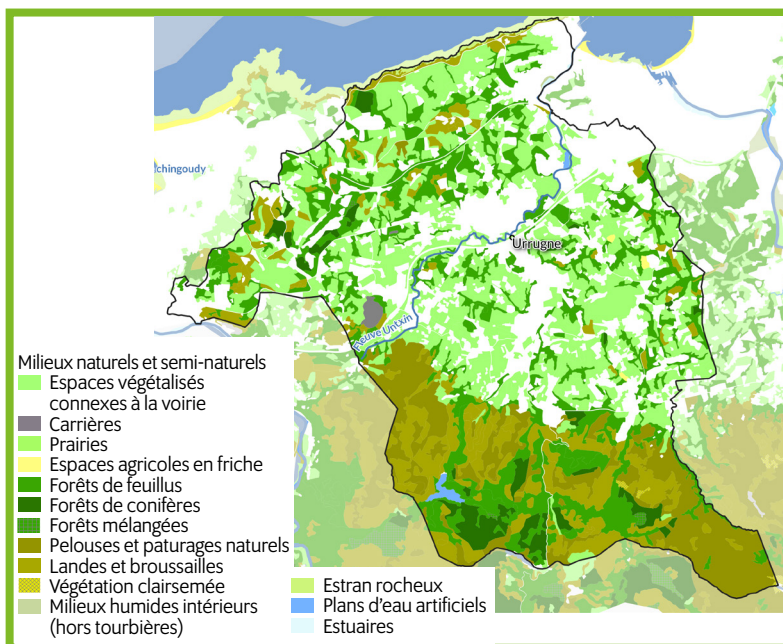 chingoudy
Urrugne
Fleuve Untxin
Milieux naturels et semi-naturels
Espaces végétalisés
connexes à la voirie
Carrières
Prairies
Espaces agricoles en friche
Forêts de feuillus
Forêts de conifères
Forêts mélangées
Pelouses et paturages naturels
Landes et broussailles
Végétation clairsemée
Milieux humides intérieurs
(hors tourbières)
Estran rocheux
Plans d'eau artificiels
Estuaires